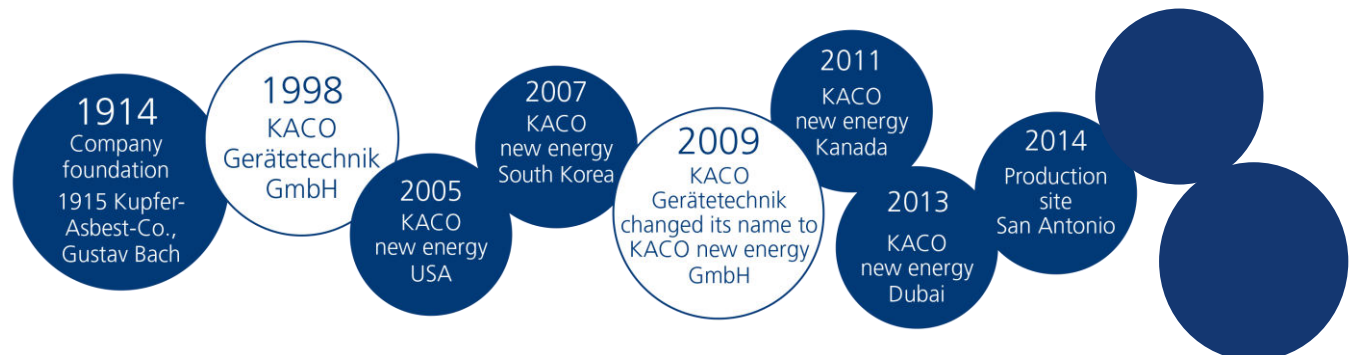 1914
Company
foundation
1915 Kupfer-
Asbest-Co.,
Gustav Bach
1998
KACO
Gerätetechnik
GmbH
2005
KACO
new energy
USA
2007
KACO
new energy
South Korea
2009
KACO
Gerätetechnik
changed its name to
KACO new energy
GmbH
2011
KACO
new energy
Kanada
2013
KACO
new energy
Dubai
2014
Production
site
San Antonio